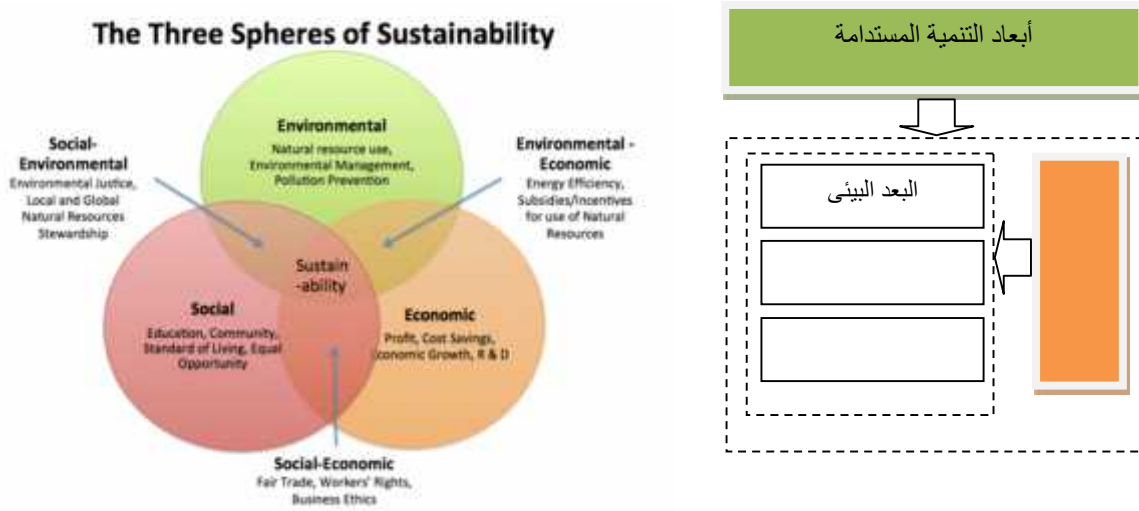 The Three Spheres of Sustainability
Environmental
Natural resource use,
Environmental Management,
Pollution Prevention
Social-
Environmental
Environmental Justice,
Local and Global
Natural Resources
Stewardship
Environmental -
Economic
Energy Efficiency,
Subsidies/Incentives
for use of Natural
Resources
Sustain
-ability
Social
Education, Community,
Standard of Living, Equal
Opportunity
Economic
Profit, Cost Savings,
Economic Growth, R & D
Social-Economic
Fair Trade, Workers' Rights,
Business Ethics
أبعاد التنمية المستدامة
البعد البيئى